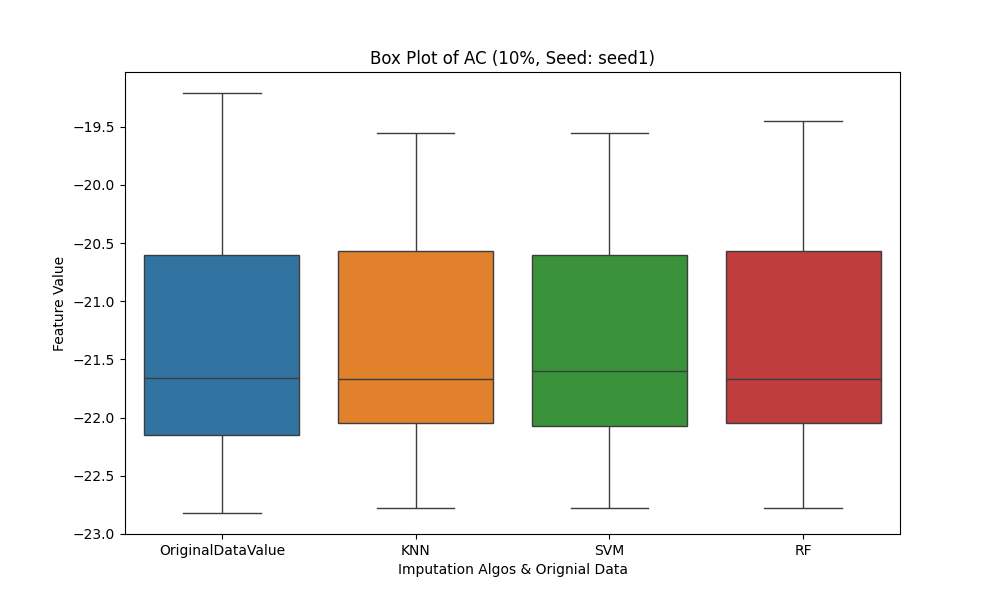 Box Plot of AC (10%, Seed: seed1)
Feature Value
−19.5
−20.0
−20.5
−21.0
−21.5
−22.0
−22.5
−23.0
OriginalDataValue KNN SVM RF
Imputation Algos & Orignial Data